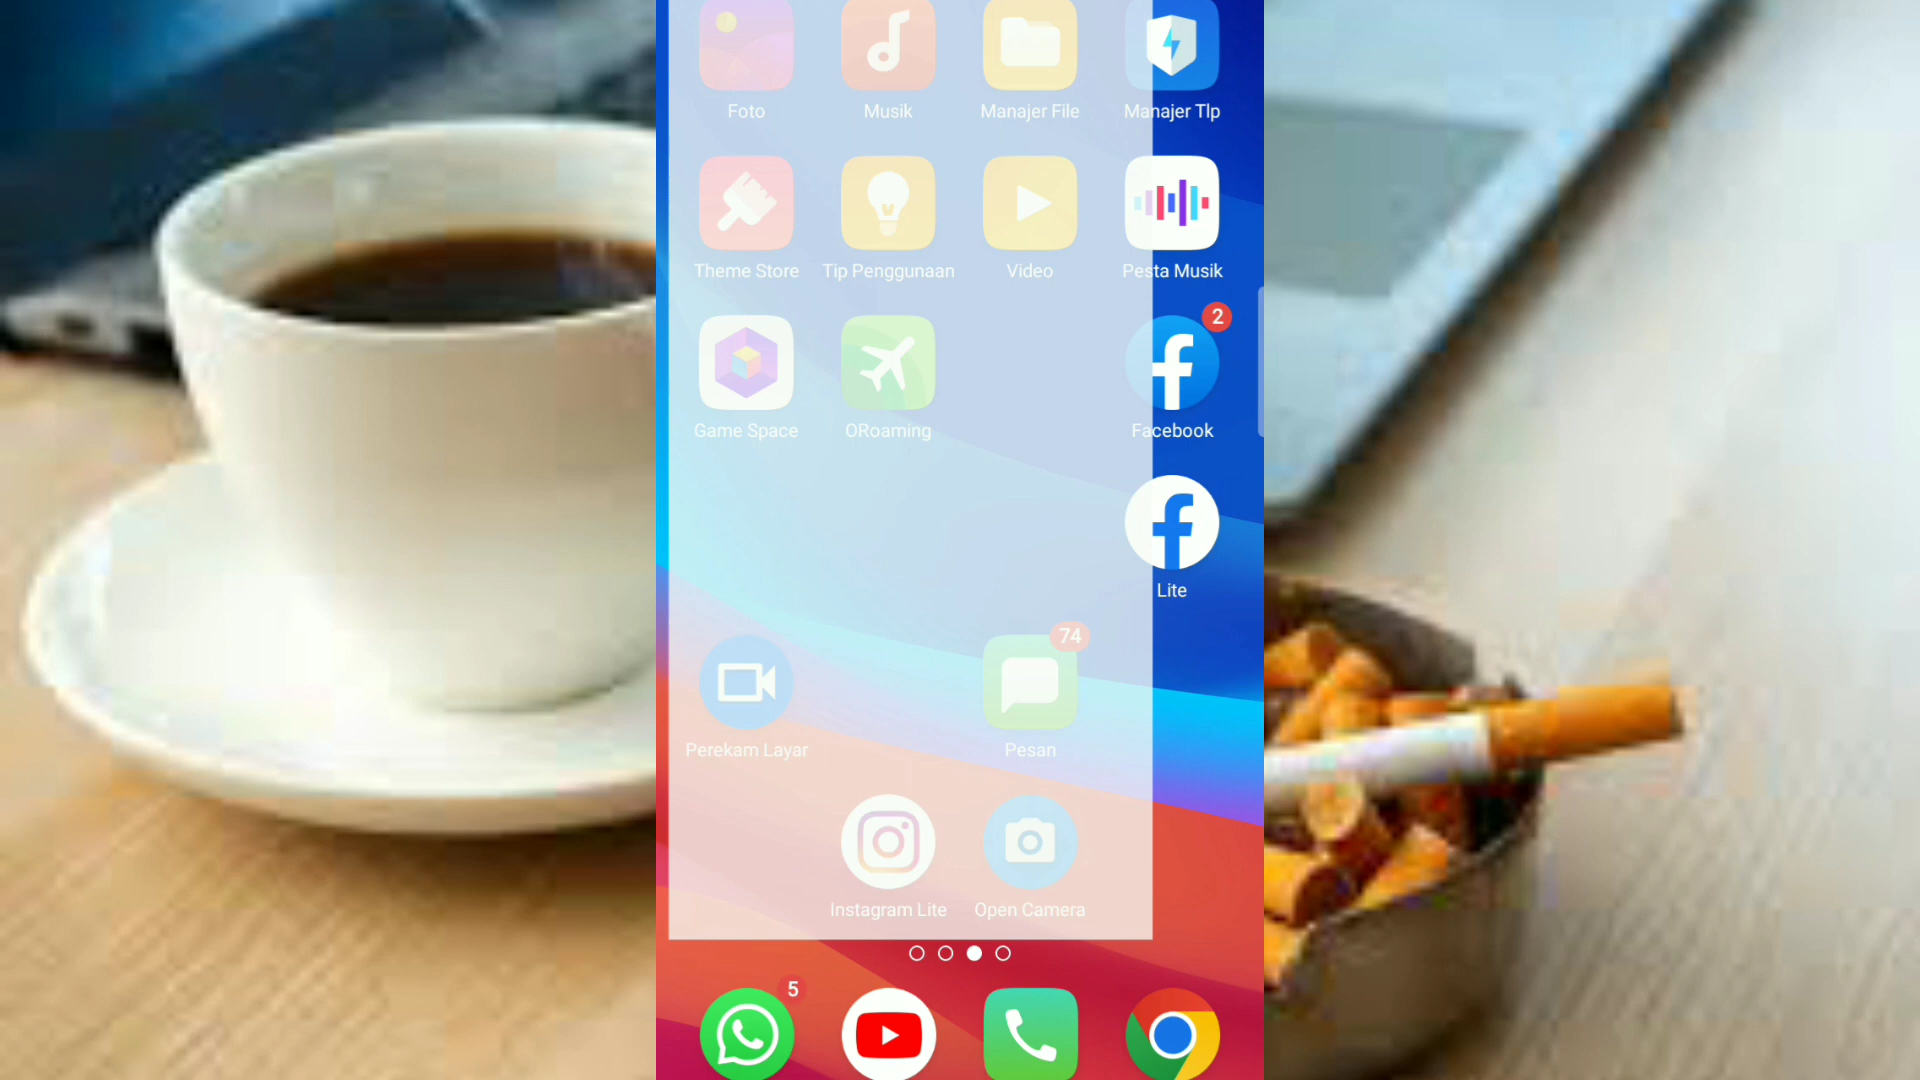 Foto Musik Manajer File Manajer Tlp
Theme Store Tip Penggunaan Video Pesta Musik
2
Game Space ORoaming Facebook
Lite
74
Perekam Layar Pesan
Instagram Lite Open Camera
5